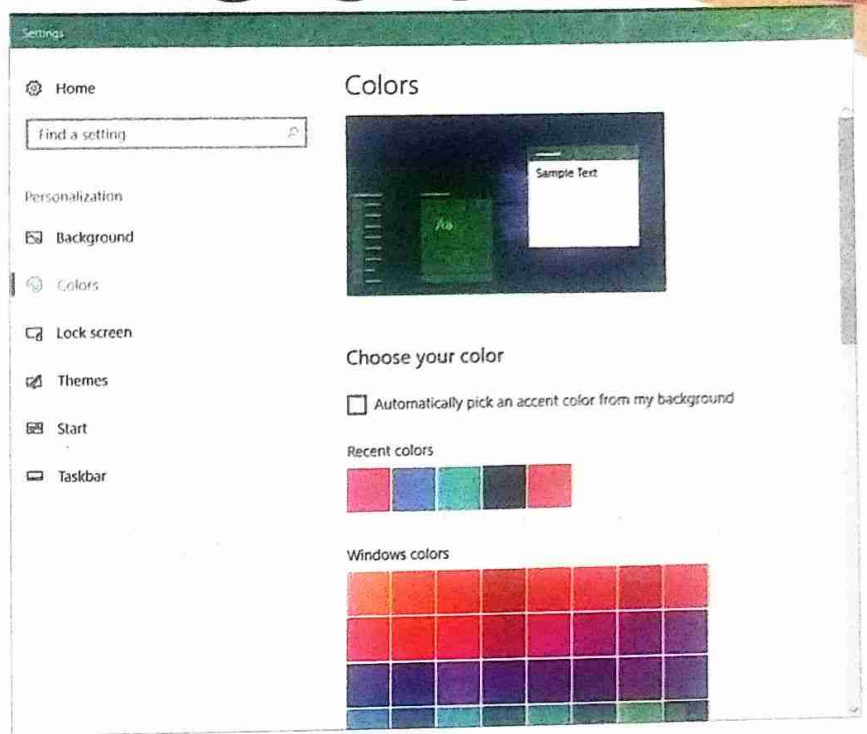 Settings
Home
Find a setting
Personalization
Background
Colors
Lock screen
Themes
Start
Taskbar
Colors
Sample Text
Aa
Choose your color
Automatically pick an accent color from my background
Recent colors
Windows colors